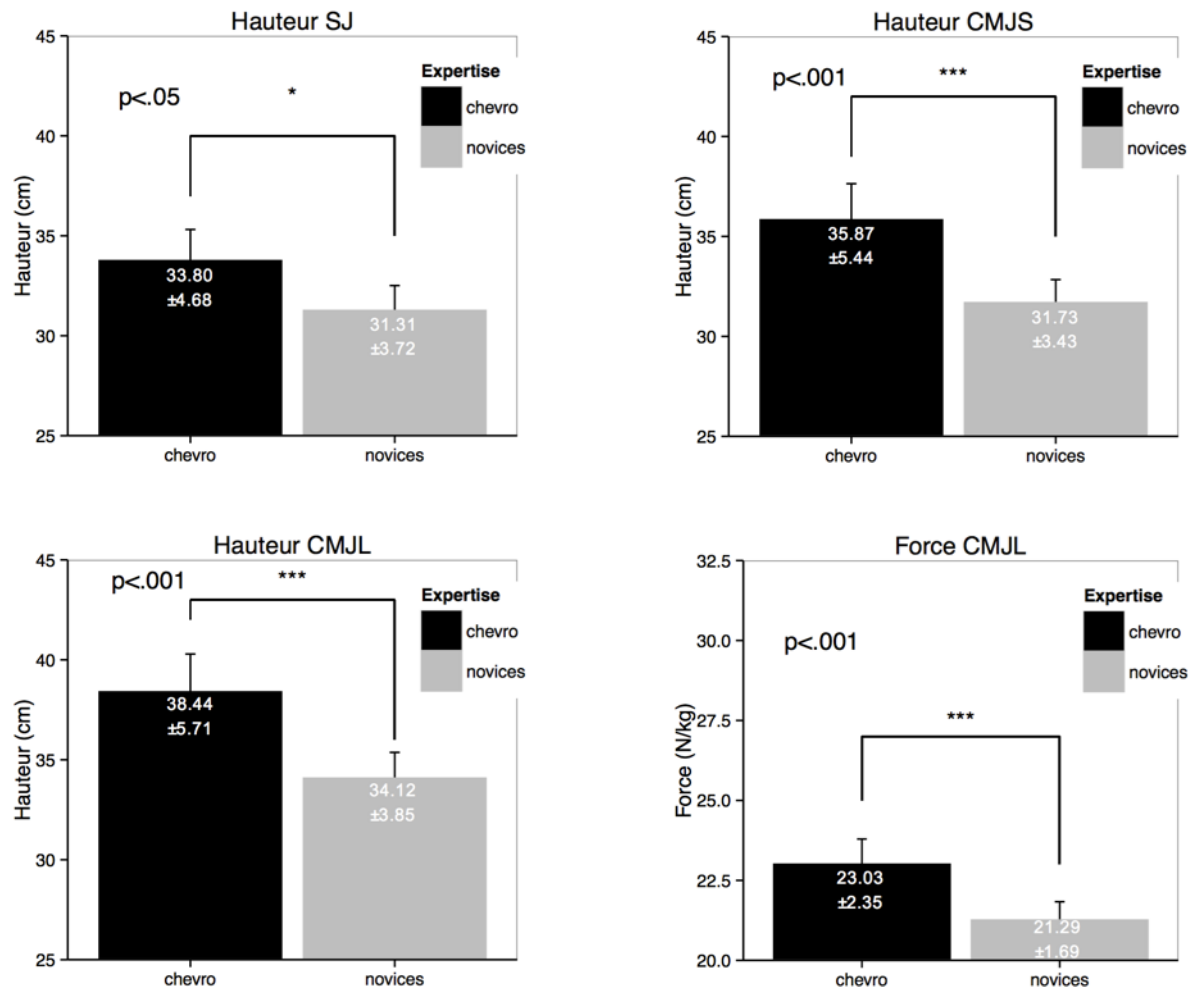 Hauteur SJ
45
40
35
30
25
Hauteur (cm)
p<.05
*
Expertise
chevro
novices
33.80
±4.68
31.31
±3.72
chevro
novices
Hauteur CMJS
45
40
35
30
25
Hauteur (cm)
p<.001
***
Expertise
chevro
novices
35.87
±5.44
31.73
±3.43
chevro
novices
Hauteur CMJL
45
40
35
30
25
Hauteur (cm)
p<.001
***
Expertise
chevro
novices
38.44
±5.71
34.12
±3.85
chevro
novices
Force CMJL
32.5
30.0
27.5
25.0
22.5
20.0
Force (N/kg)
p<.001
***
Expertise
chevro
novices
23.03
±2.35
21.29
±1.69
chevro
novices